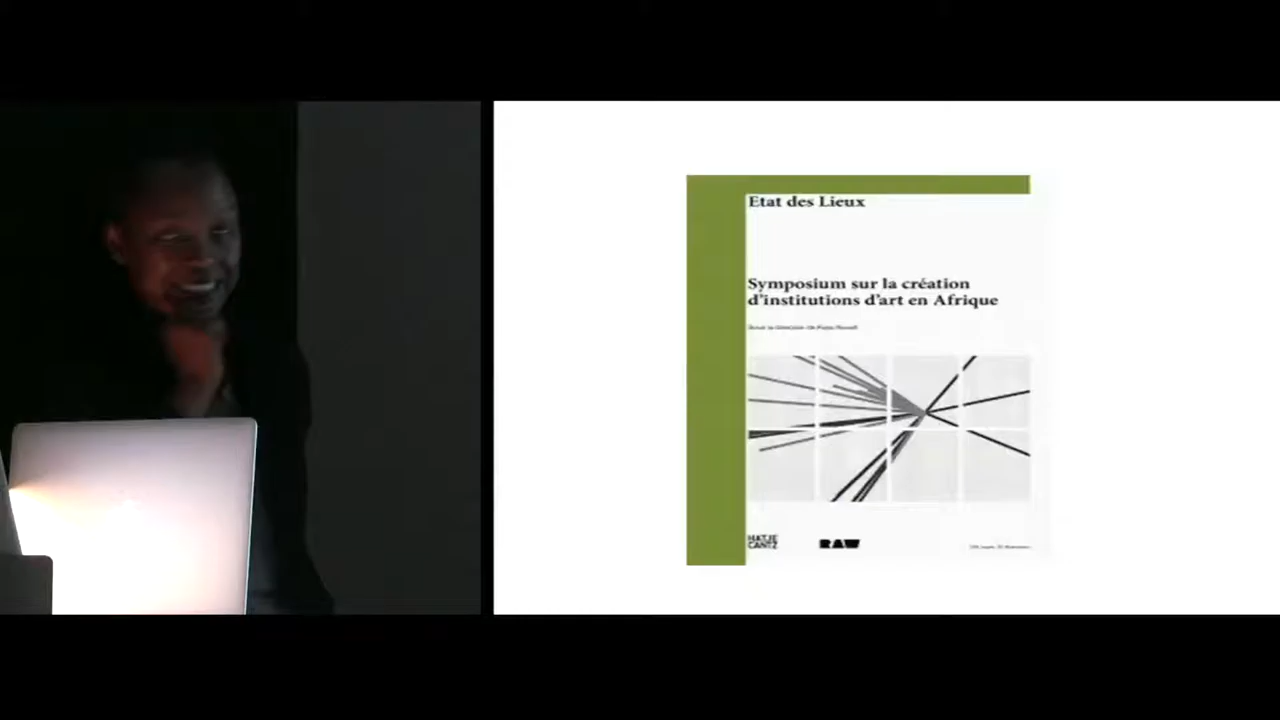 Etat des Lieux
Symposium sur la création
d'institutions d'art en Afrique
HATJE
CANTZ
RAW